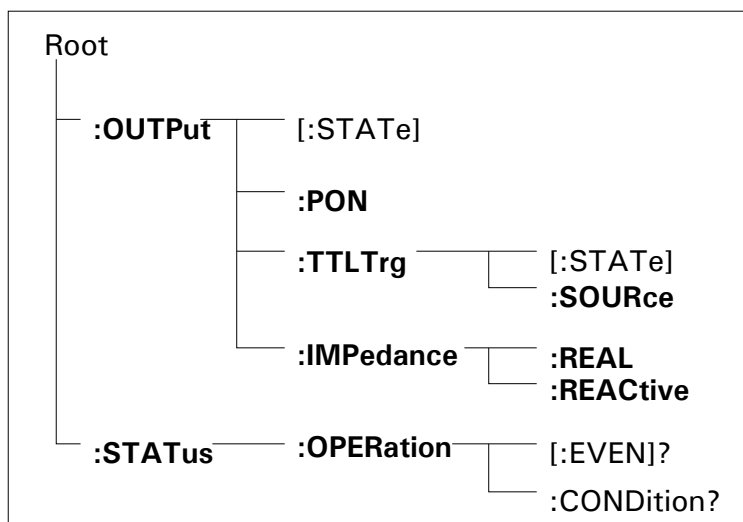 Root
:OUTPut [:STATe]
:PON
:TTLTrg [:STATe]
:SOURce
:IMPedance :REAL
:REACtive
:STATus :OPERation [:EVEN]?
:CONDition?